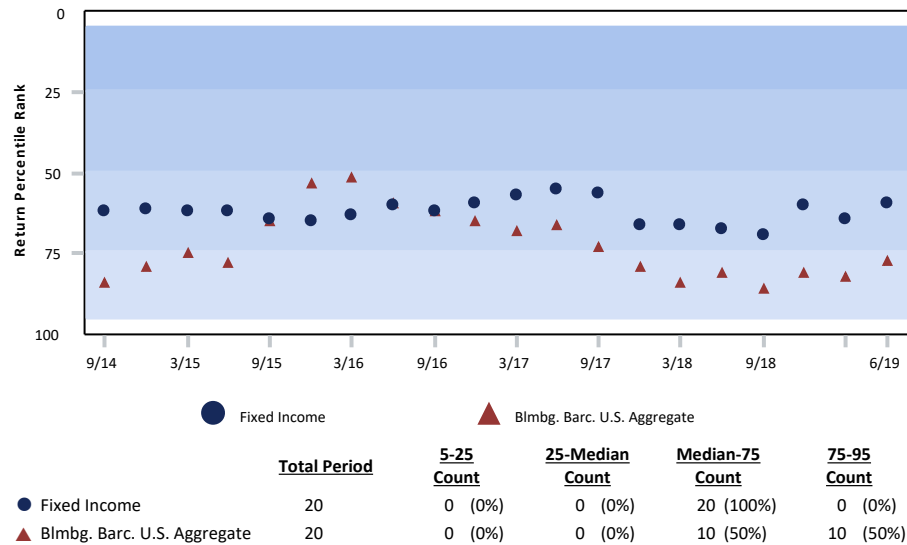 0
25
50
75
100
Return Percentile Rank
9/14 3/15 9/15 3/16 9/16 3/17 9/17 3/18 9/18 6/19
Fixed Income Blmbg. Barc. U.S. Aggregate
Total Period 5-25 Count 25-Median Count Median-75 Count 75-95 Count
Fixed Income 20 0 (0%) 0 (0%) 20 (100%) 0 (0%)
Blmbg. Barc. U.S. Aggregate 20 0 (0%) 0 (0%) 10 (50%) 10 (50%)